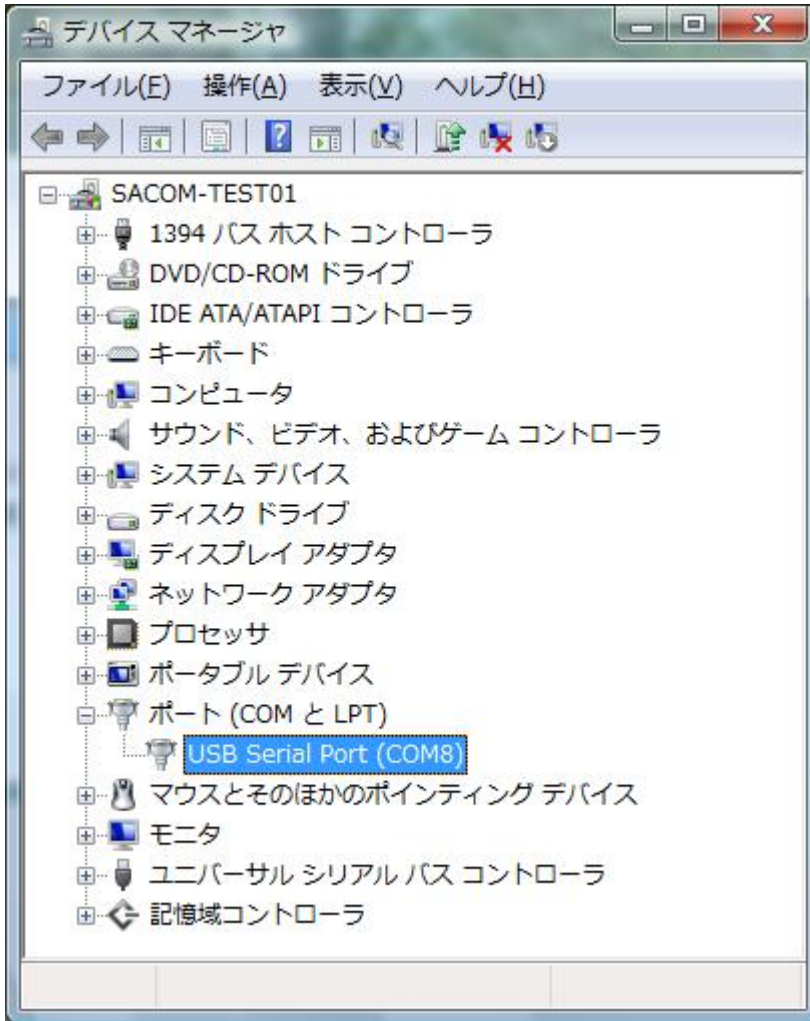 デバイス マネージャ
ファイル(F) 操作(A) 表示(V) ヘルプ(H)
SACOM-TEST01
1394 バス ホスト コントローラ
DVD/CD-ROM ドライブ
IDE ATA/ATAPI コントローラ
キーボード
コンピュータ
サウンド、ビデオ、およびゲーム コントローラ
システム デバイス
ディスク ドライブ
ディスプレイ アダプタ
ネットワーク アダプタ
プロセッサ
ポータブル デバイス
ポート (COM と LPT)
USB Serial Port (COM8)
マウスとそのほかのポインティング デバイス
モニタ
ユニバーサル シリアル バス コントローラ
記憶域コントローラ